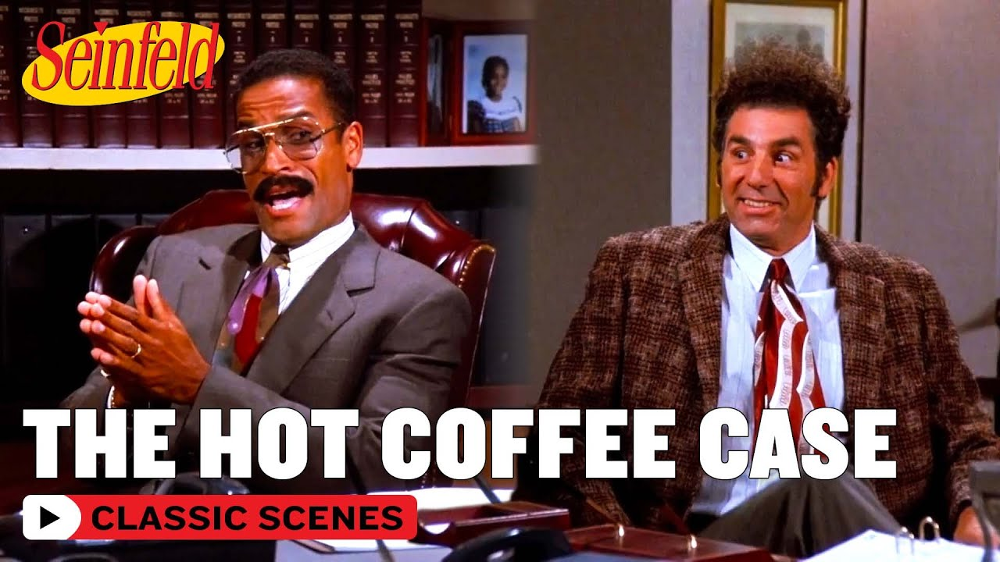 Seinfeld
THE HOT COFFEE CASE
CLASSIC SCENES